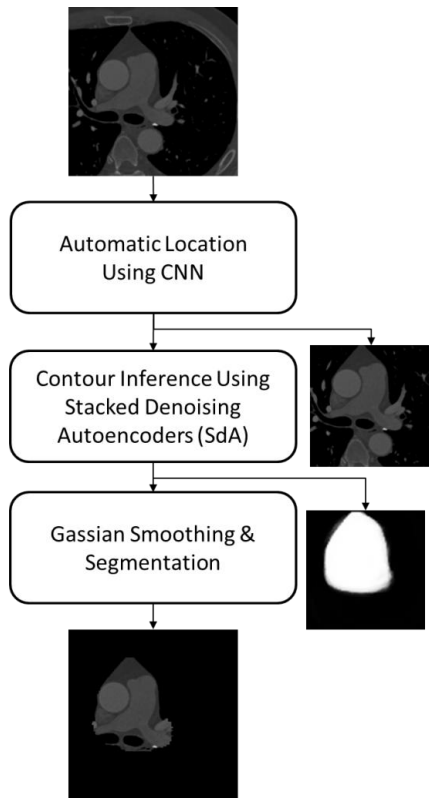 Automatic Location
Using CNN
Contour Inference Using
Stacked Denoising
Autoencoders (SdA)
Gassian Smoothing &
Segmentation